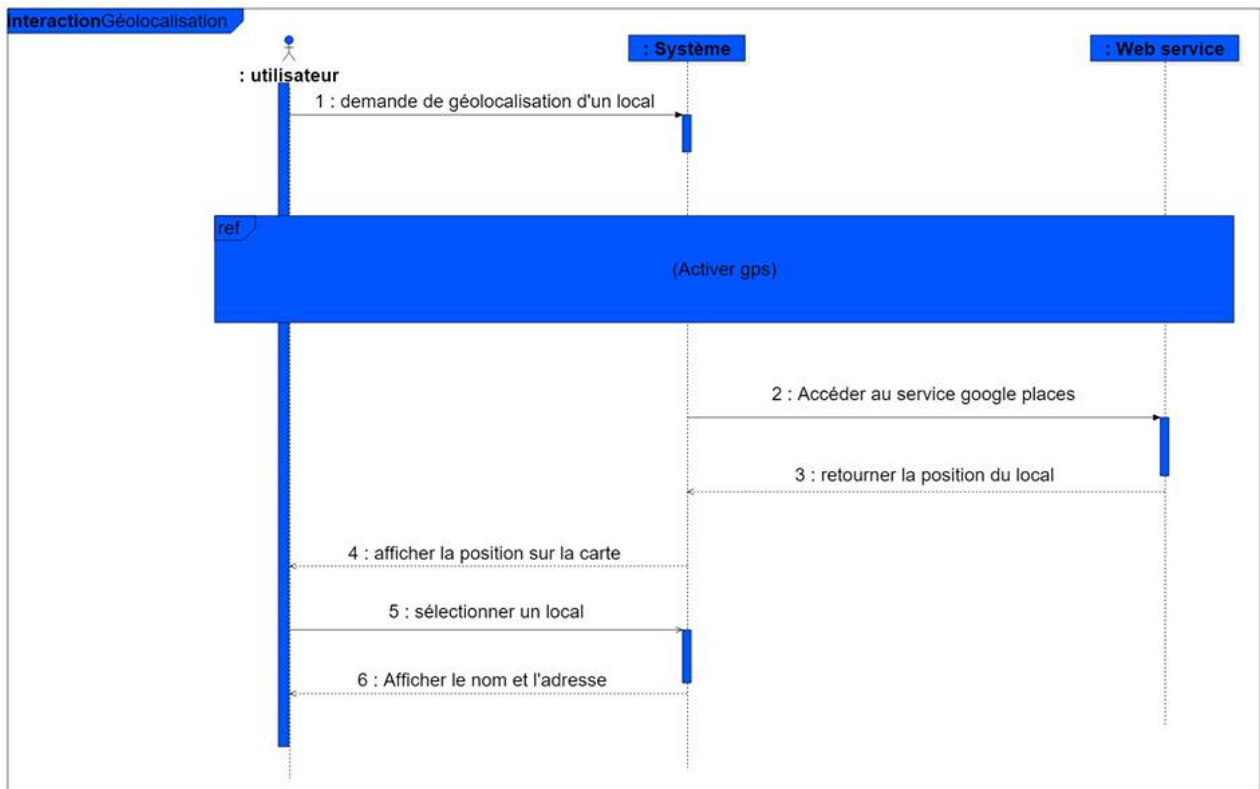 interactionGéolocalisation
: utilisateur
: Système
: Web service
1 : demande de géolocalisation d'un local
ref
(Activer gps)
2 : Accéder au service google places
3 : retourner la position du local
4 : afficher la position sur la carte
5 : sélectionner un local
6 : Afficher le nom et l'adresse